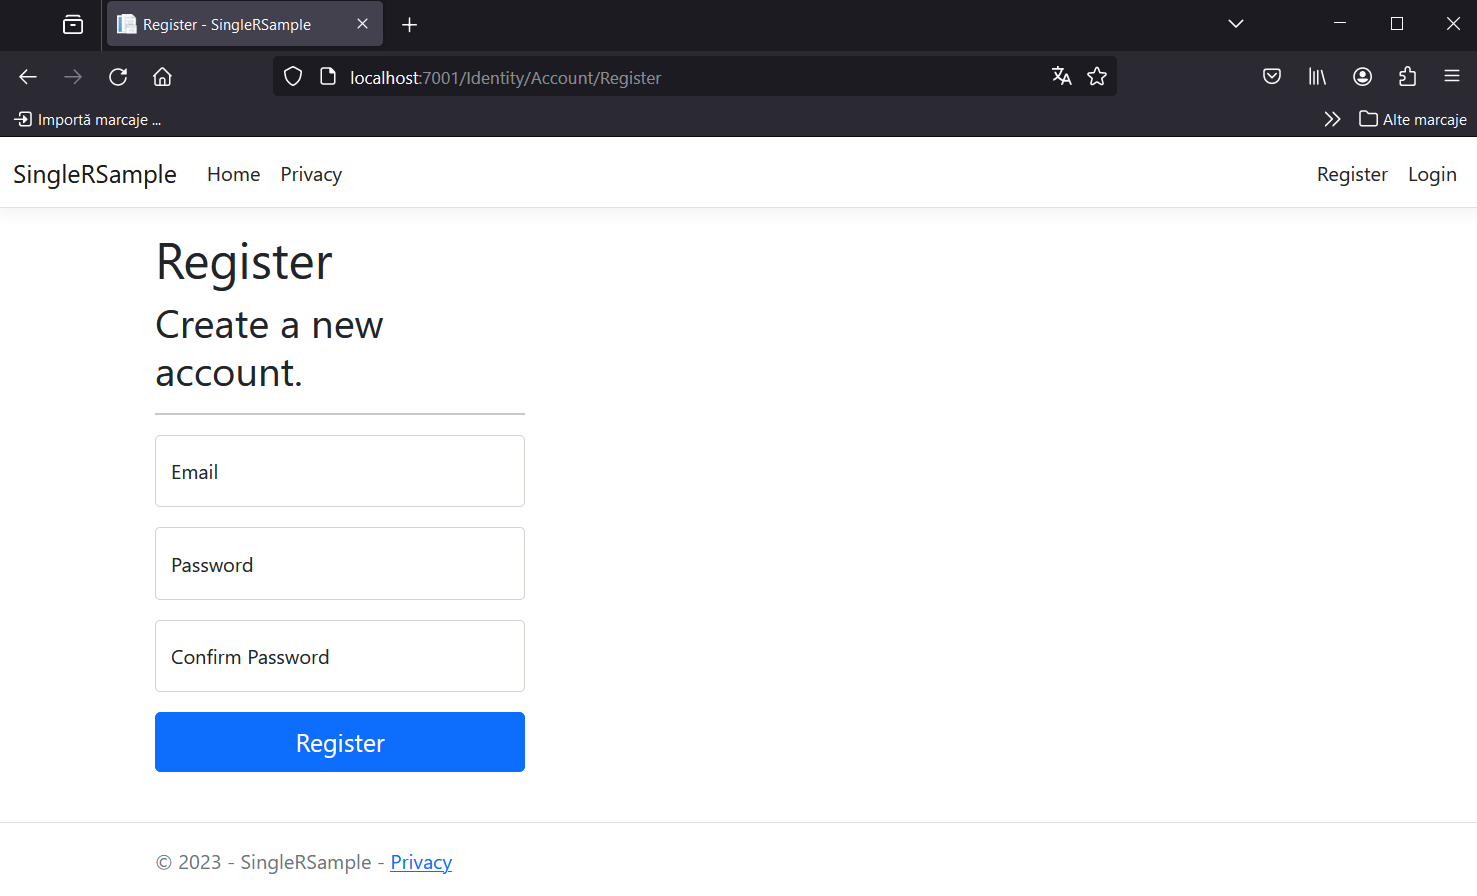 Register - SingleRSample
localhost:7001/Identity/Account/Register
Importă marcaje ...
Alte marcaje
SingleRSample Home Privacy Register Login
Register
Create a new
account.
Email
Password
Confirm Password
Register
© 2023 - SingleRSample - Privacy